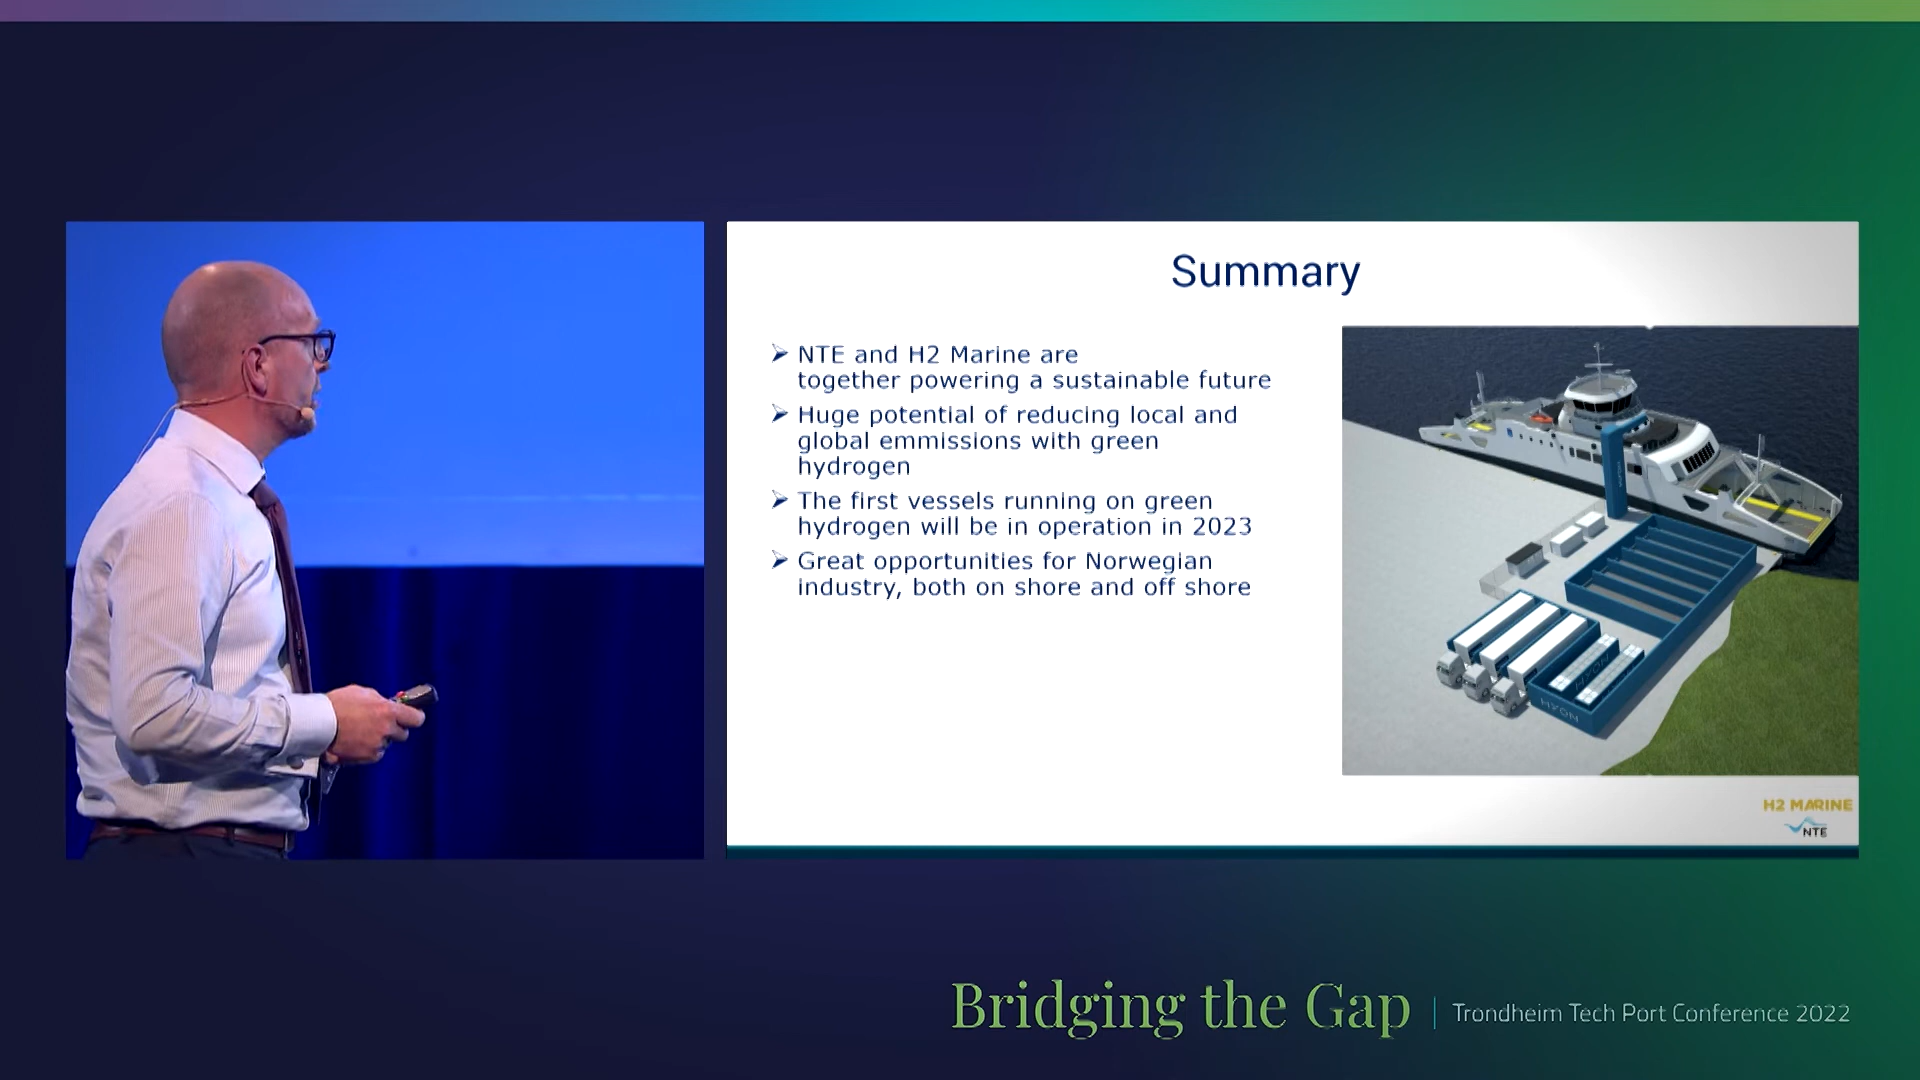 Summary
➢ NTE and H2 Marine are
together powering a sustainable future
➢ Huge potential of reducing local and
global emmissions with green
hydrogen
➢ The first vessels running on green
hydrogen will be in operation in 2023
➢ Great opportunities for Norwegian
industry, both on shore and off shore
HYON
H2 MARINE
NTE
Bridging the Gap | Trondheim Tech Port Conference 2022